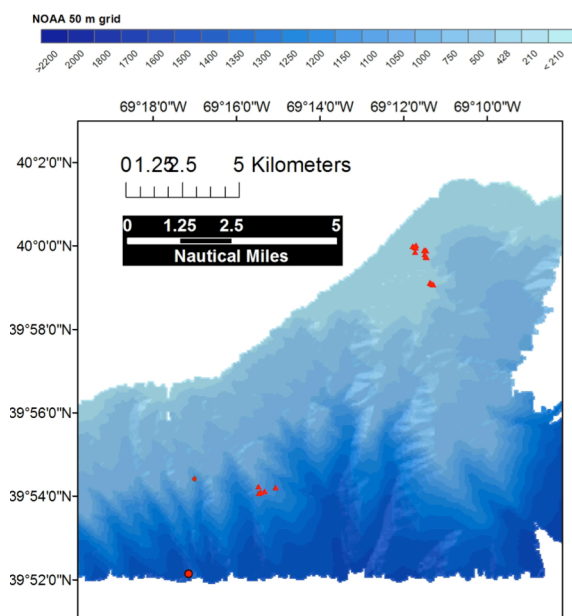 NOAA 50 m grid
>2200 2000 1800 1700 1600 1500 1400 1350 1300 1250 1200 1150 1100 1050 1000 750 500 428 210 < 210
69°18'0"W 69°16'0"W 69°14'0"W 69°12'0"W 69°10'0"W
40°2'0"N
0 1.25 2.5 5 Kilometers
0 1.25 2.5 5
Nautical Miles
40°0'0"N
39°58'0"N
39°56'0"N
39°54'0"N
39°52'0"N